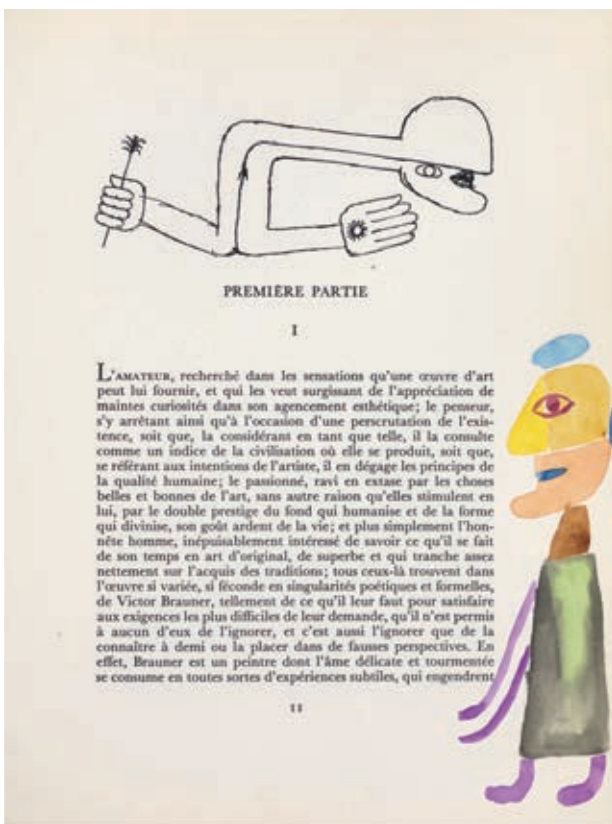 PREMIÈRE PARTIE
I
L'AMATEUR, recherché dans les sensations qu'une œuvre d'art
peut lui fournir, et qui les veut surgissant de l'appréciation de
maintes curiosités dans son agencement esthétique; le penseur,
s'y arrêtant ainsi qu'à l'occasion d'une perscrutation de l'exis-
tence, soit que, la considérant en tant que telle, il la consulte
comme un indice de la civilisation où elle se produit, soit que,
se référant aux intentions de l'artiste, il en dégage les principes de
la qualité humaine; le passionné, ravi en extase par les choses
belles et bonnes de l'art, sans autre raison qu'elles stimulent en
lui, par le double prestige du fond qui humanise et de la forme
qui divinise, son goût ardent de la vie; et plus simplement l'hon-
nête homme, inépuisablement intéressé de savoir ce qu'il se fait
de son temps en art d'original, de superbe et qui tranche assez
nettement sur l'acquis des traditions; tous ceux-là trouvent dans
l'œuvre si variée, si féconde en singularités poétiques et formelles,
de Victor Brauner, tellement de ce qu'il leur faut pour satisfaire
aux exigences les plus difficiles de leur demande, qu'il n'est permis
à aucun d'eux de l'ignorer, et c'est aussi l'ignorer que de la
connaître à demi ou la placer dans de fausses perspectives. En
effet, Brauner est un peintre dont l'âme délicate et tourmentée
se consume en toutes sortes d'expériences subtiles, qui engendrent
11